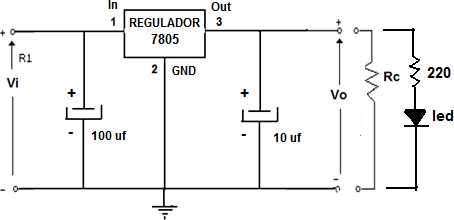 In
Out
1
REGULADOR
7805
3
+
+
R1
2
GND
Vi
+
-
100 uf
+
-
10 uf
Vo
Rc
220
led
-
-